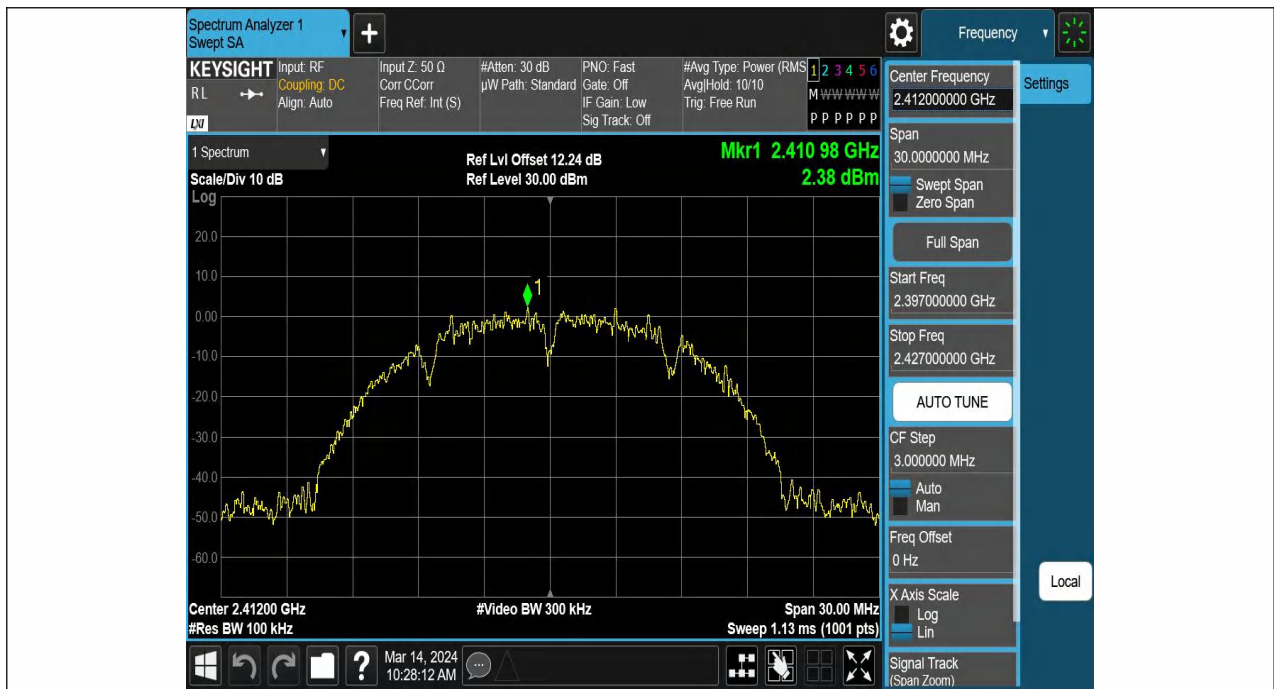 Spectrum Analyzer 1
Swept SA
+
Frequency
KEYSIGHT
RL
LXI
Input: RF
Coupling: DC
Align: Auto
Input Z: 50 Ω
Corr CCorr
Freq Ref: Int (S)
#Atten: 30 dB
µW Path: Standard
PNO: Fast
Gate: Off
IF Gain: Low
Sig Track: Off
#Avg Type: Power (RMS
Avg|Hold: 10/10
Trig: Free Run
1 2 3 4 5 6
M W W W W W
P P P P P P
Center Frequency
2.412000000 GHz
Settings
1 Spectrum
Scale/Div 10 dB
Ref Lvl Offset 12.24 dB
Ref Level 30.00 dBm
Mkr1 2.410 98 GHz
2.38 dBm
Log
20.0
10.0
0.00
-10.0
-20.0
-30.0
-40.0
-50.0
-60.0
1
Span
30.0000000 MHz
Swept Span
Zero Span
Full Span
Start Freq
2.397000000 GHz
Stop Freq
2.427000000 GHz
AUTO TUNE
CF Step
3.000000 MHz
Auto
Man
Freq Offset
0 Hz
X Axis Scale
Log
Lin
Signal Track
(Span Zoom)
Local
Center 2.41200 GHz
#Res BW 100 kHz
#Video BW 300 kHz
Span 30.00 MHz
Sweep 1.13 ms (1001 pts)
?
Mar 14, 2024
10:28:12 AM